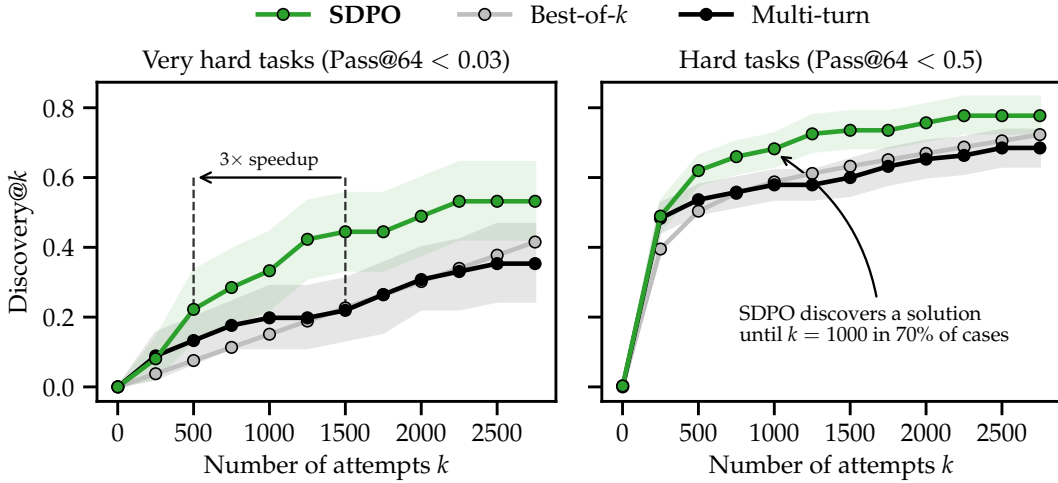 SDPO Best-of-k Multi-turn
Very hard tasks (Pass@64 < 0.03)
Discovery@k
0.8
0.6
0.4
0.2
0.0
3× speedup
0 500 1000 1500 2000 2500
Number of attempts k
Hard tasks (Pass@64 < 0.5)
SDPO discovers a solution
until k = 1000 in 70% of cases
0 500 1000 1500 2000 2500
Number of attempts k